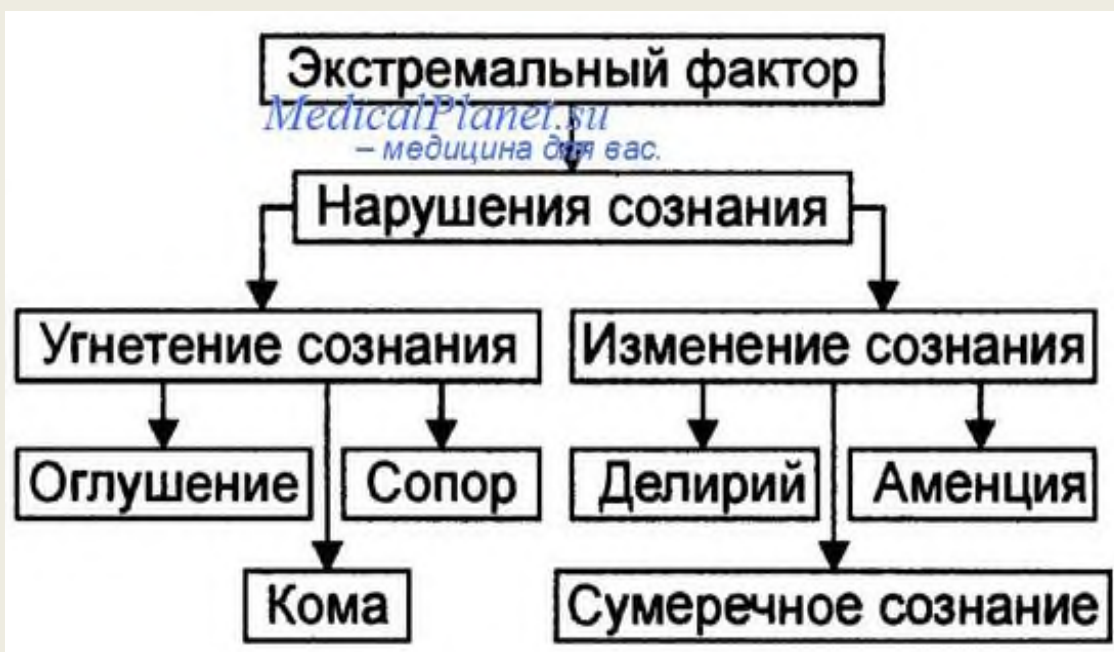 Экстремальный фактор
MedicalPlanet.su
– медицина для вас.
Нарушения сознания
Угнетение сознания
Изменение сознания
Оглушение
Сопор
Делирий
Аменция
Кома
Сумеречное сознание